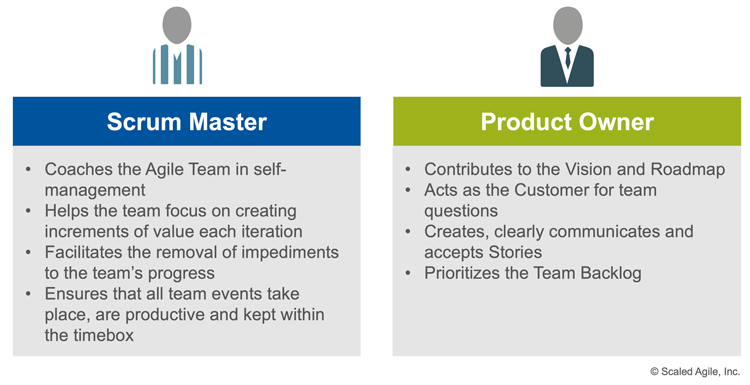 Scrum Master
• Coaches the Agile Team in self-
management
• Helps the team focus on creating
increments of value each iteration
• Facilitates the removal of impediments
to the team's progress
• Ensures that all team events take
place, are productive and kept within
the timebox
Product Owner
• Contributes to the Vision and Roadmap
• Acts as the Customer for team
questions
• Creates, clearly communicates and
accepts Stories
• Prioritizes the Team Backlog
© Scaled Agile, Inc.